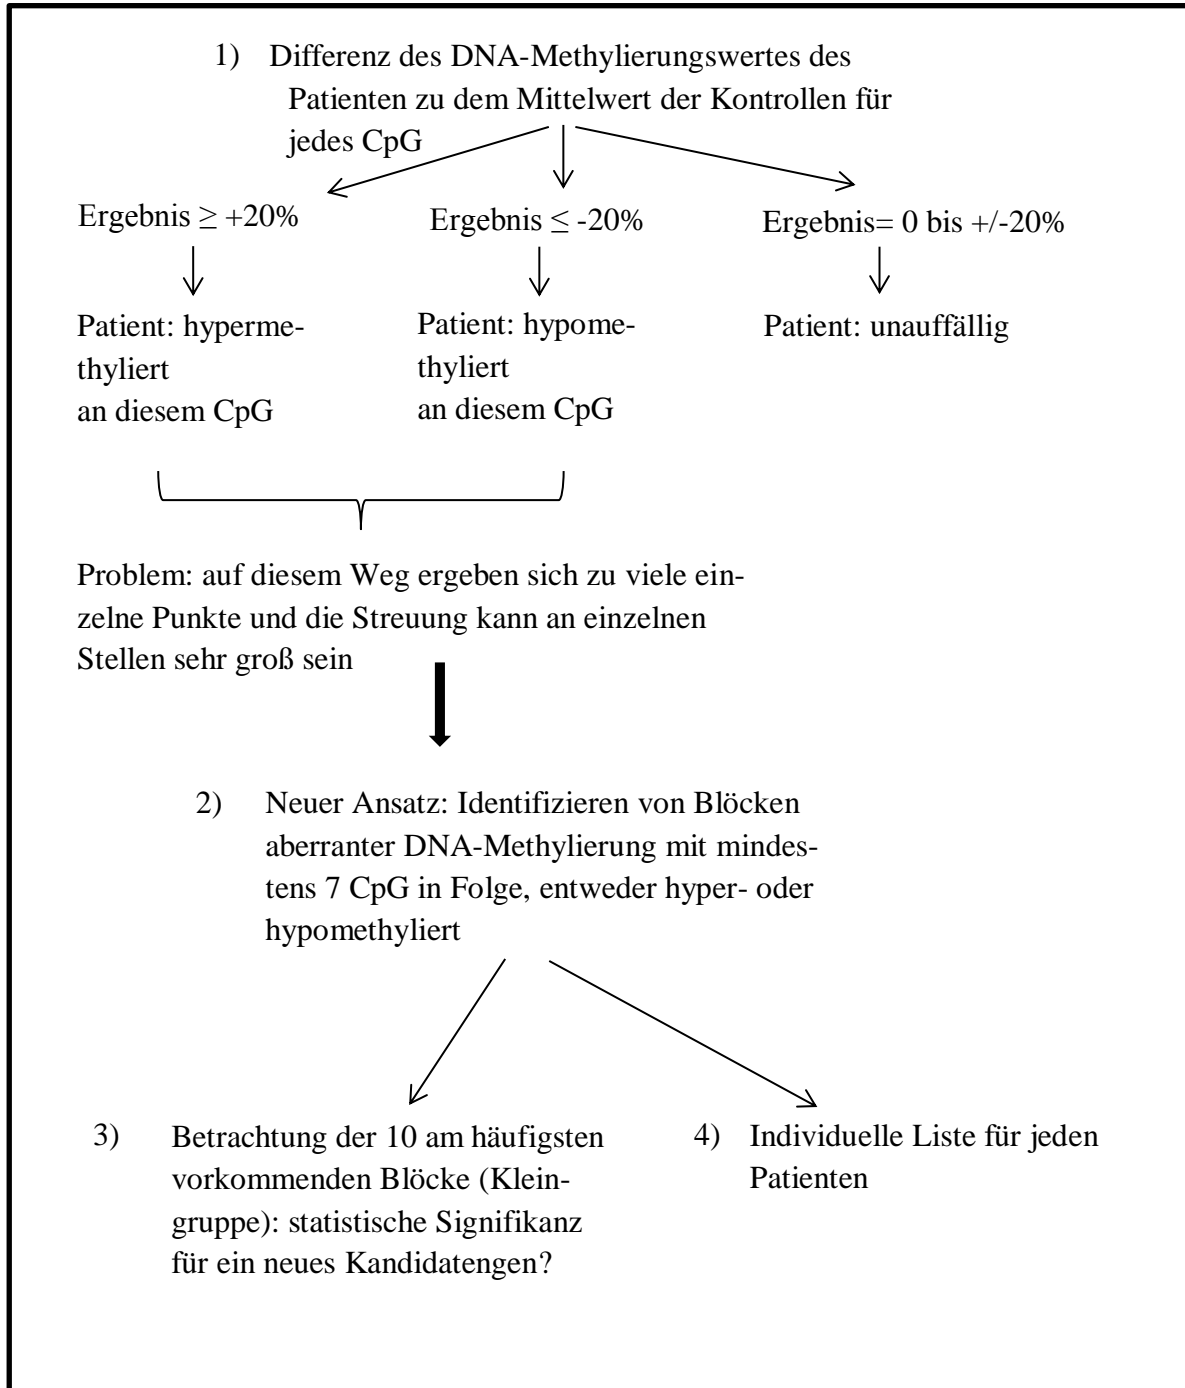 1) Differenz des DNA-Methylierungswertes des
Patienten zu dem Mittelwert der Kontrollen für
jedes CpG
Ergebnis ≥ +20%
Ergebnis ≤ -20%
Ergebnis= 0 bis +/-20%
Patient: hyperme-
thyliert
an diesem CpG
Patient: hypome-
thyliert
an diesem CpG
Patient: unauffällig
Problem: auf diesem Weg ergeben sich zu viele ein-
zelne Punkte und die Streuung kann an einzelnen
Stellen sehr groß sein
2) Neuer Ansatz: Identifizieren von Blöcken
aberranter DNA-Methylierung mit mindes-
tens 7 CpG in Folge, entweder hyper- oder
hypomethyliert
3) Betrachtung der 10 am häufigsten
vorkommenden Blöcke (Klein-
gruppe): statistische Signifikanz
für ein neues Kandidatengen?
4) Individuelle Liste für jeden
Patienten